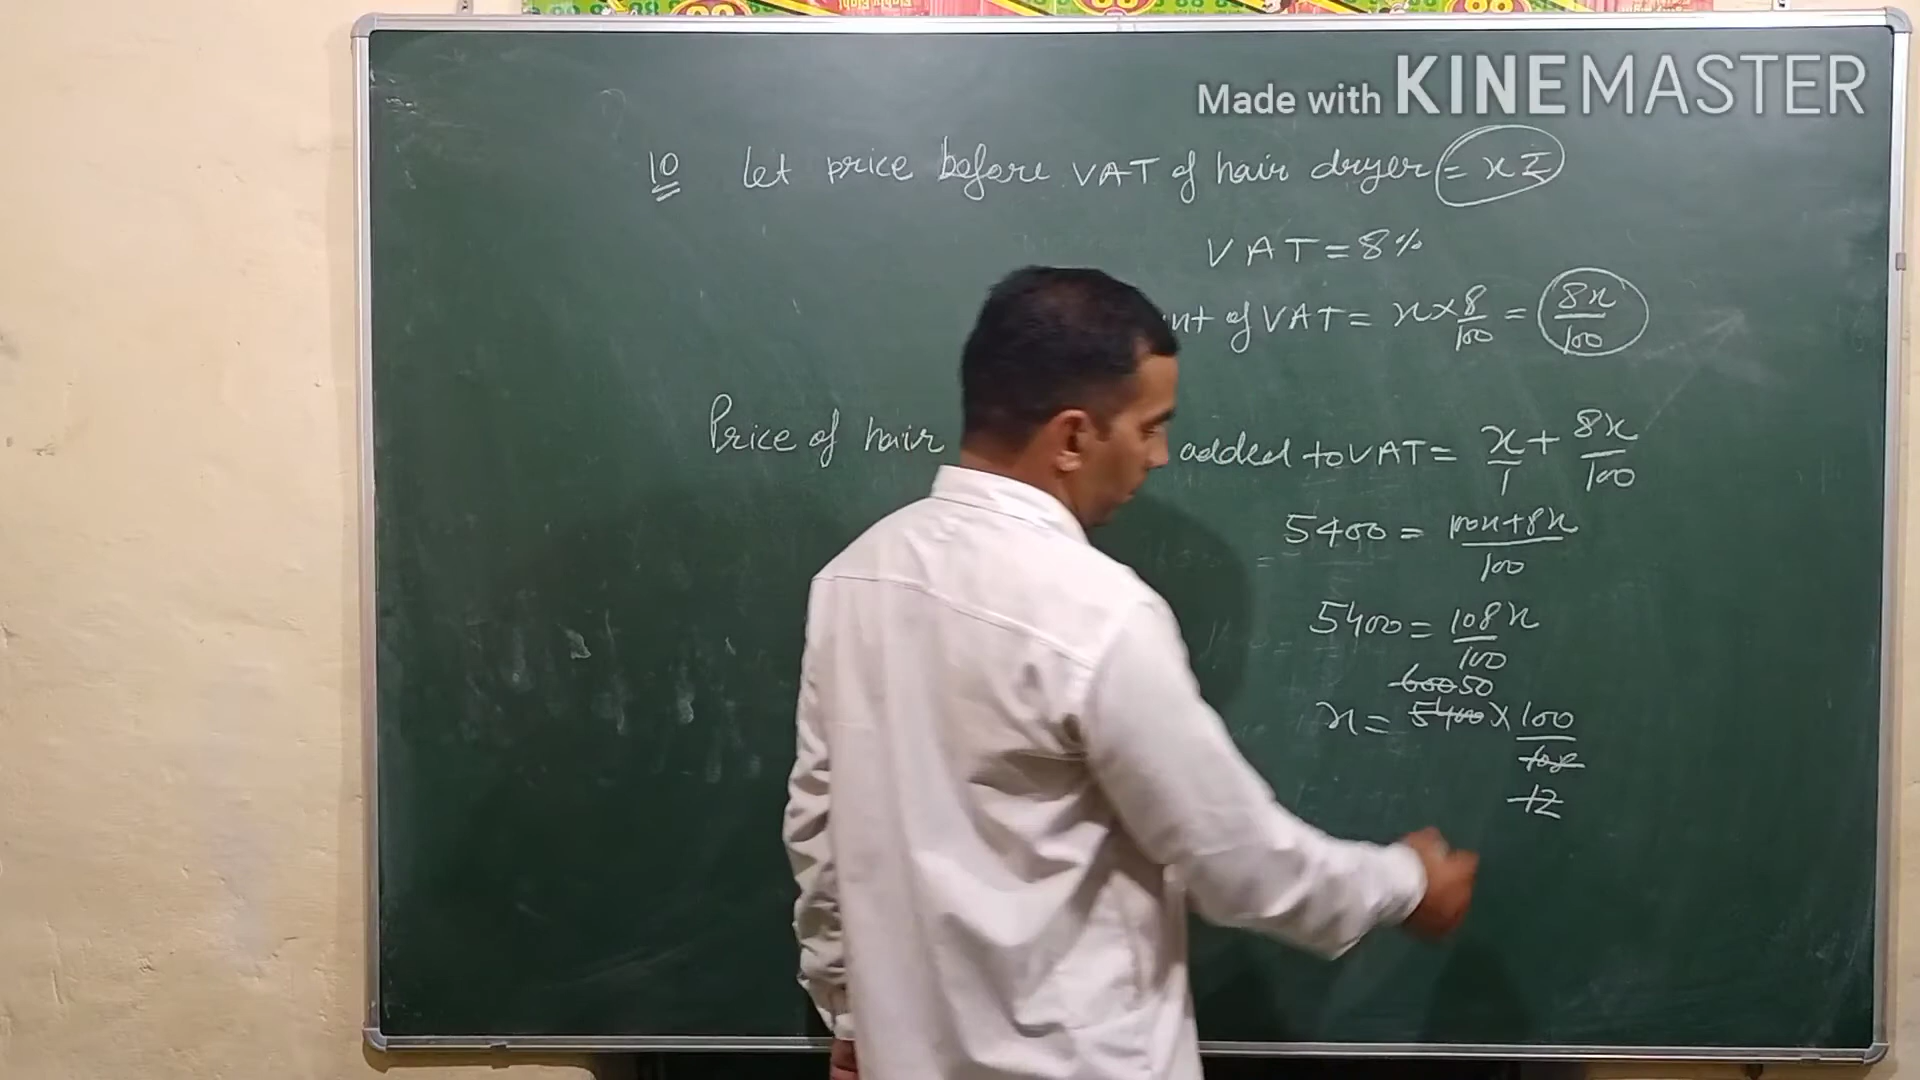 Made with KINEMASTER
10 Let price before VAT of hair dryer = x ₹
VAT = 8%
nt of VAT = x × 8/100 = 8x/100
Price of hair added to VAT = x/1 + 8x/100
5400 = 100x+8x/100
5400 = 108x/100
600 50
x = 5400 × 100/108
12